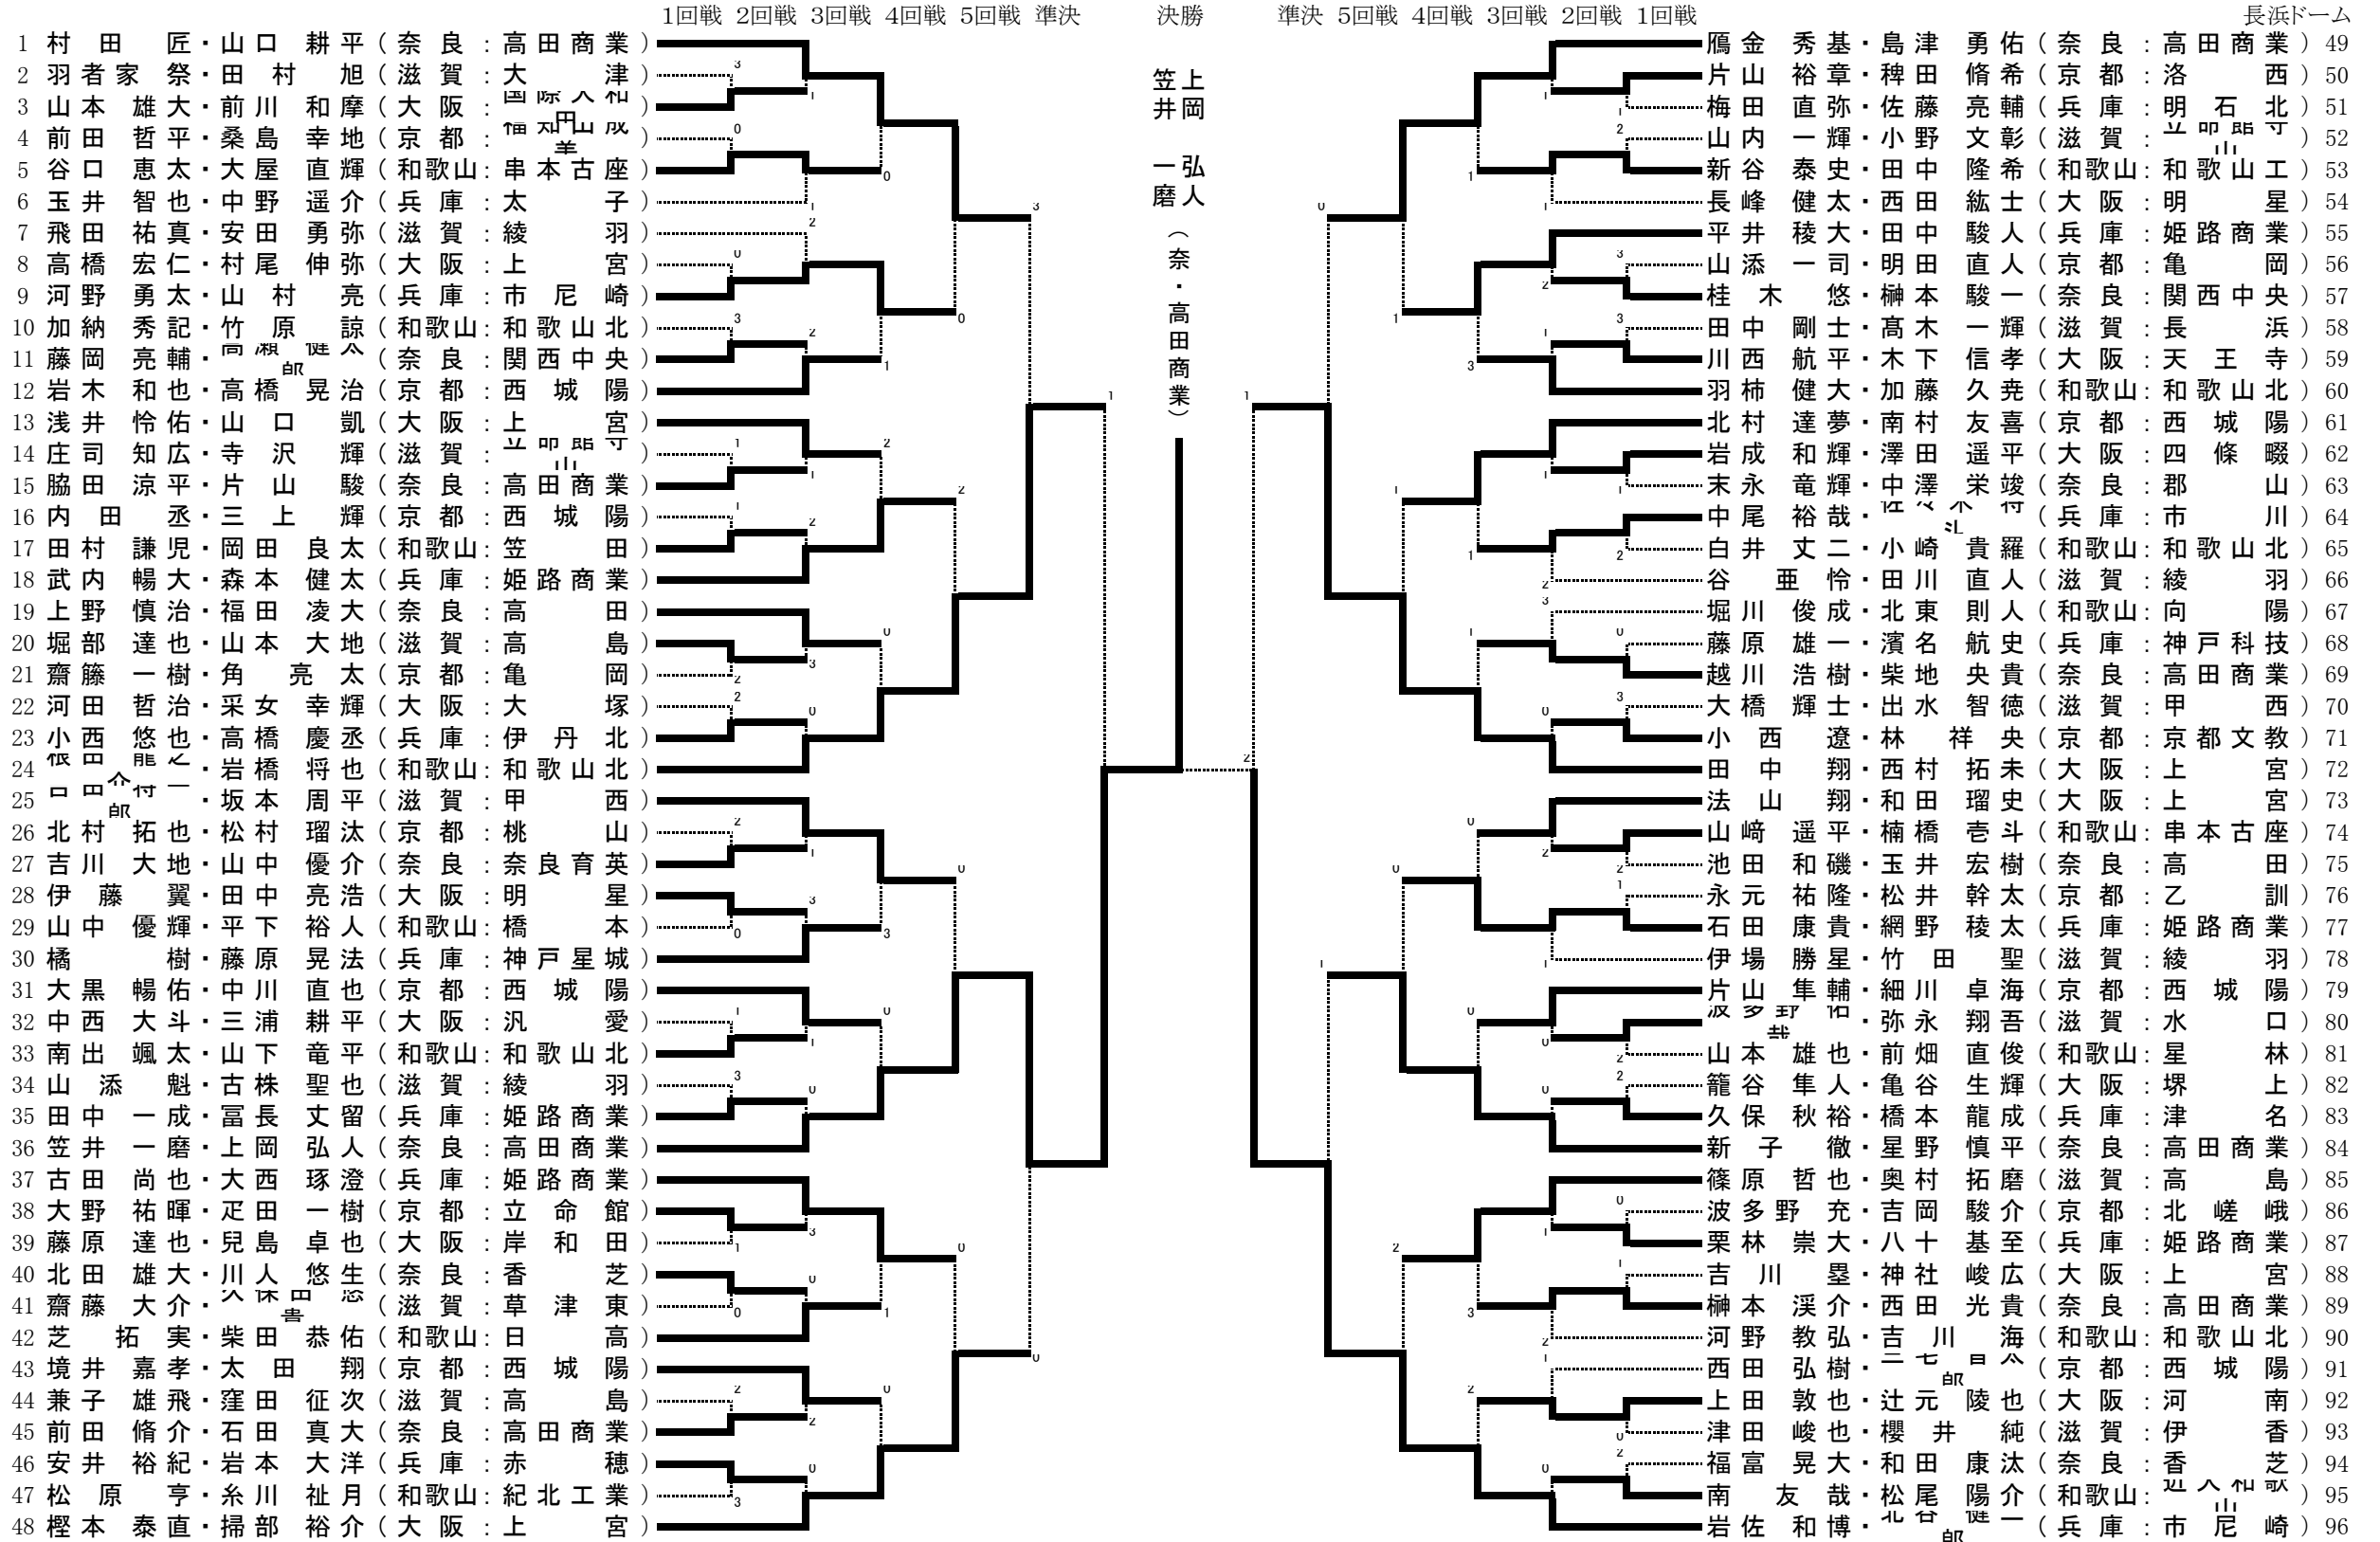 1回戦 2回戦 3回戦 4回戦 5回戦 準決 決勝 準決 5回戦 4回戦 3回戦 2回戦 1回戦 長浜ドーム
1 村田 匠・山口 耕平(奈良:高田商業)
2 羽者家 祭・田村 旭(滋賀:大津)
3 山本 雄大・前川 和摩(大阪:国際大和田)
4 前田 哲平・桑島 幸地(京都:福知山成美)
5 谷口 恵太・大屋 直輝(和歌山:串本古座)
6 玉井 智也・中野 遥介(兵庫:太子)
7 飛田 祐真・安田 勇弥(滋賀:綾羽)
8 高橋 宏仁・村尾 伸弥(大阪:上宮)
9 河野 勇太・山村 亮(兵庫:市尼崎)
10 加納 秀記・竹原 諒(和歌山:和歌山北)
11 藤岡 亮輔・高瀬 健太郎(奈良:関西中央)
12 岩木 和也・高橋 晃治(京都:西城陽)
13 浅井 怜佑・山口 凱(大阪:上宮)
14 庄司 知広・寺沢 輝(滋賀:立命館守山)
15 脇田 涼平・片山 駿(奈良:高田商業)
16 内田 丞・三上 輝(京都:西城陽)
17 田村 謙児・岡田 良太(和歌山:笠田)
18 武内 暢大・森本 健太(兵庫:姫路商業)
19 上野 慎治・福田 凌大(奈良:高田)
20 堀部 達也・山本 大地(滋賀:高島)
21 齋藤 一樹・角 亮太(京都:亀岡)
22 河田 哲治・采女 幸輝(大阪:大塚)
23 小西 悠也・高橋 慶丞(兵庫:伊丹北)
24 根田 龍之介・岩橋 将也(和歌山:和歌山北)
25 吉田 将一郎・坂本 周平(滋賀:甲西)
26 北村 拓也・松村 瑠汰(京都:桃山)
27 吉川 大地・山中 優介(奈良:奈良育英)
28 伊藤 翼・田中 亮浩(大阪:明星)
29 山中 優輝・平下 裕人(和歌山:橋本)
30 橘 樹・藤原 晃法(兵庫:神戸星城)
31 大黒 暢佑・中川 直也(京都:西城陽)
32 中西 大斗・三浦 耕平(大阪:汎愛)
33 南出 颯太・山下 竜平(和歌山:和歌山北)
34 山添 魁・古株 聖也(滋賀:綾羽)
35 田中 一成・冨長 丈留(兵庫:姫路商業)
36 笠井 一磨・上岡 弘人(奈良:高田商業)
37 古田 尚也・大西 琢澄(兵庫:姫路商業)
38 大野 祐暉・疋田 一樹(京都:立命館)
39 藤原 達也・兒島 卓也(大阪:岸和田)
40 北田 雄大・川人 悠生(奈良:香芝)
41 齋藤 大介・久保田 悠貴(滋賀:草津東)
42 芝 拓実・柴田 恭佑(和歌山:日高)
43 境井 嘉孝・太田 翔(京都:西城陽)
44 兼子 雄飛・窪田 征次(滋賀:高島)
45 前田 脩介・石田 真大(奈良:高田商業)
46 安井 裕紀・岩本 大洋(兵庫:赤穂)
47 松原 亨・糸川 祉月(和歌山:紀北工業)
48 樫本 泰直・掃部 裕介(大阪:上宮)
上岡 弘人
笠井 一磨
(奈・高田商業)
鴈金 秀基・島津 勇佑(奈良:高田商業)49
片山 裕章・稗田 脩希(京都:洛西)50
梅田 直弥・佐藤 亮輔(兵庫:明石北)51
山内 一輝・小野 文彰(滋賀:立命館守山)52
新谷 泰史・田中 隆希(和歌山:和歌山工)53
長峰 健太・西田 紘士(大阪:明星)54
平井 稜大・田中 駿人(兵庫:姫路商業)55
山添 一司・明田 直人(京都:亀岡)56
桂木 悠・榊本 駿一(奈良:関西中央)57
田中 剛士・髙木 一輝(滋賀:長浜)58
川西 航平・木下 信孝(大阪:天王寺)59
羽柿 健大・加藤 久尭(和歌山:和歌山北)60
北村 達夢・南村 友喜(京都:西城陽)61
岩成 和輝・澤田 遥平(大阪:四條畷)62
末永 竜輝・中澤 栄竣(奈良:郡山)63
中尾 裕哉・佐々木 将斗(兵庫:市川)64
白井 丈二・小崎 貴羅(和歌山:和歌山北)65
谷 亜怜・田川 直人(滋賀:綾羽)66
堀川 俊成・北東 則人(和歌山:向陽)67
藤原 雄一・濱名 航史(兵庫:神戸科技)68
越川 浩樹・柴地 央貴(奈良:高田商業)69
大橋 輝士・出水 智徳(滋賀:甲西)70
小西 遼・林 祥央(京都:京都文教)71
田中 翔・西村 拓未(大阪:上宮)72
法山 翔・和田 瑠史(大阪:上宮)73
山﨑 遥平・楠橋 壱斗(和歌山:串本古座)74
池田 和磯・玉井 宏樹(奈良:高田)75
永元 祐隆・松井 幹太(京都:乙訓)76
石田 康貴・網野 稜太(兵庫:姫路商業)77
伊場 勝星・竹田 聖(滋賀:綾羽)78
片山 隼輔・細川 卓海(京都:西城陽)79
波多野 佑哉・弥永 翔吾(滋賀:水口)80
山本 雄也・前畑 直俊(和歌山:星林)81
籠谷 隼人・亀谷 生輝(大阪:堺上)82
久保 秋裕・橋本 龍成(兵庫:津名)83
新子 徹・星野 慎平(奈良:高田商業)84
篠原 哲也・奥村 拓磨(滋賀:高島)85
波多野 充・吉岡 駿介(京都:北嵯峨)86
栗林 崇大・八十 基至(兵庫:姫路商業)87
吉川 塁・神社 峻広(大阪:上宮)88
榊本 渓介・西田 光貴(奈良:高田商業)89
河野 教弘・吉川 海(和歌山:和歌山北)90
西田 弘樹・三宅 晋太郎(京都:西城陽)91
上田 敦也・辻元 陵也(大阪:河南)92
津田 峻也・櫻井 純(滋賀:伊香)93
福富 晃大・和田 康汰(奈良:香芝)94
南 友哉・松尾 陽介(和歌山:近大和歌山)95
岩佐 和博・北谷 健一郎(兵庫:市尼崎)96